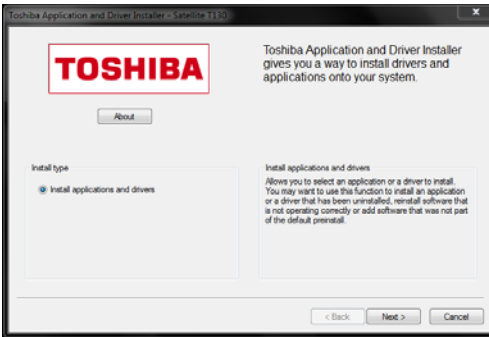 Toshiba Application and Driver Installer - Satellite T130
x
TOSHIBA
Toshiba Application and Driver Installer
gives you a way to install drivers and
applications onto your system.
About
Install type
Install applications and drivers
Install applications and drivers
Allows you to select an application or a driver to install.
You may want to use this function to install an application
or a driver that has been uninstalled, reinstall software that
is not operating correctly or add software that was not part
of the default preinstall.
< Back
Next >
Cancel